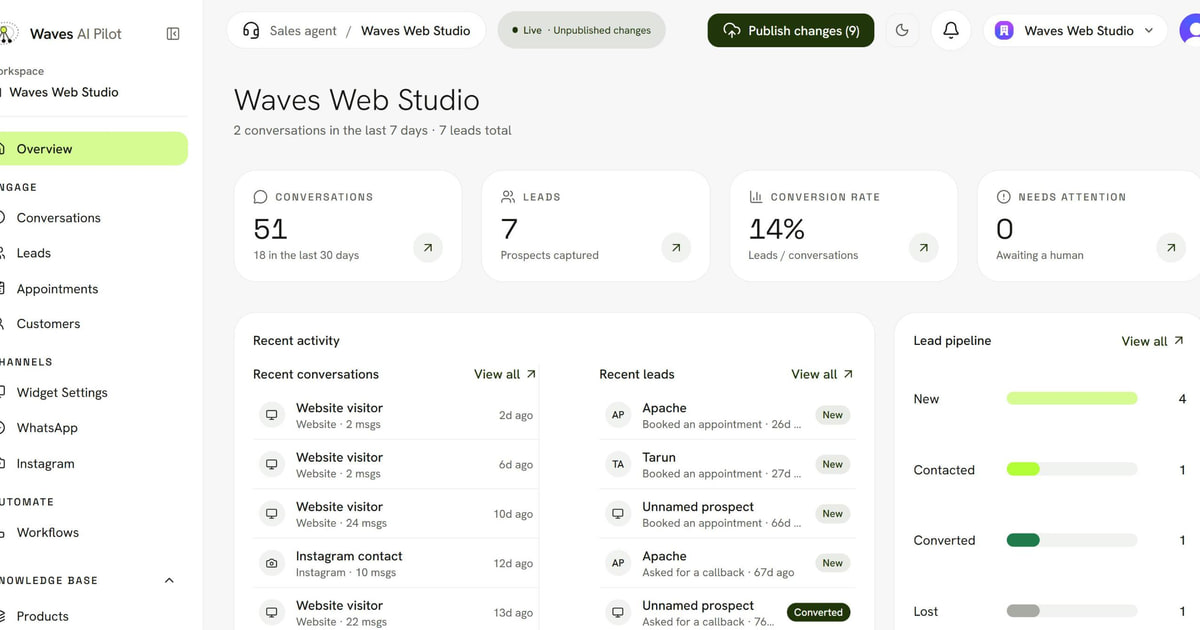 Waves AI Pilot
orkspace
Waves Web Studio
Overview
NGAGE
Conversations
Leads
Appointments
Customers
HANNELS
Widget Settings
WhatsApp
Instagram
UTOMATE
Workflows
NOWLEDGE BASE
Products
Sales agent / Waves Web Studio
Live · Unpublished changes
Publish changes (9)
Waves Web Studio
Waves Web Studio
2 conversations in the last 7 days · 7 leads total
CONVERSATIONS
51
18 in the last 30 days
LEADS
7
Prospects captured
CONVERSION RATE
14%
Leads / conversations
NEEDS ATTENTION
0
Awaiting a human
Recent activity
Recent conversations View all
Website visitor
Website · 2 msgs
2d ago
Website visitor
Website · 2 msgs
6d ago
Website visitor
Website · 24 msgs
10d ago
Instagram contact
Instagram · 10 msgs
12d ago
Website visitor
Website · 22 msgs
13d ago
Recent leads View all
AP
Apache
Booked an appointment · 26d ...
New
TA
Tarun
Booked an appointment · 27d ...
New
Unnamed prospect
Booked an appointment · 66d ...
New
AP
Apache
Asked for a callback · 67d ago
New
Unnamed prospect
Asked for a callback · 76...
Converted
Lead pipeline View all
New 4
Contacted 1
Converted 1
Lost 1